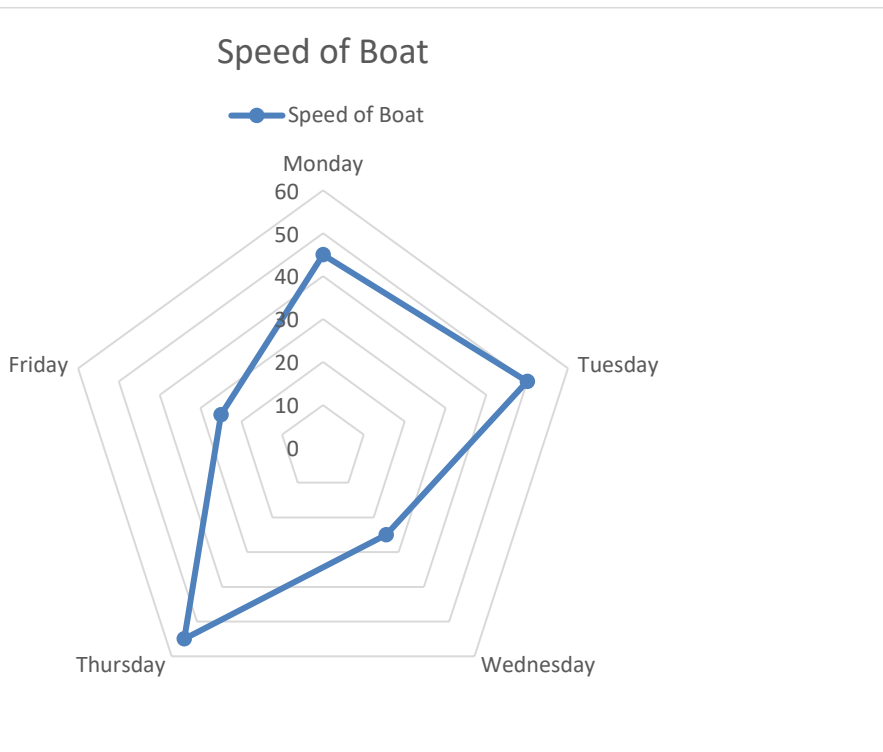 Speed of Boat
Speed of Boat
Monday
60
50
40
30
20
10
0
Friday
Tuesday
Thursday
Wednesday